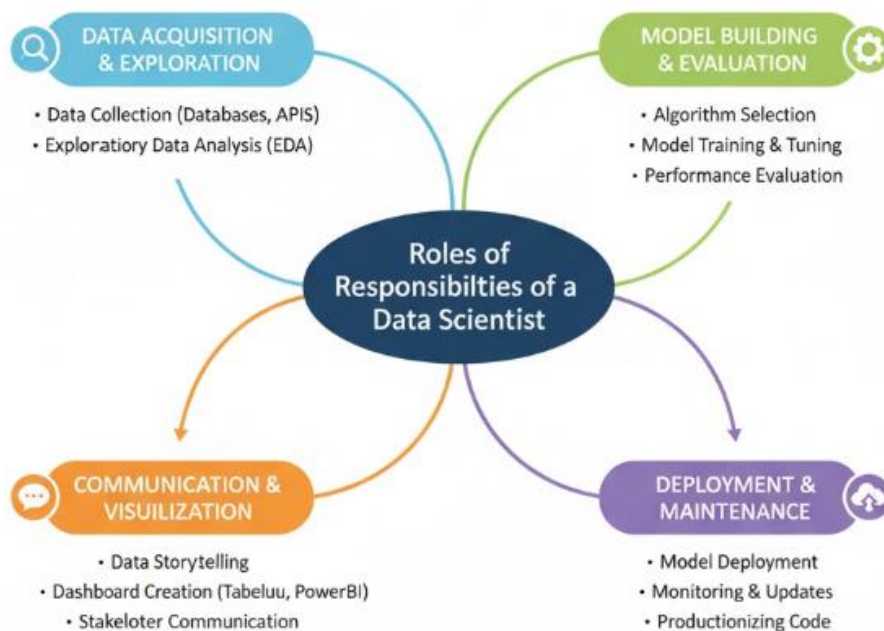 DATA ACQUISITION
& EXPLORATION
• Data Collection (Databases, APIS)
• Exploratiory Data Analysis (EDA)
MODEL BUILDING
& EVALUATION
• Algorithm Selection
• Model Training & Tuning
• Performance Evaluation
Roles of
Responsibilties of a
Data Scientist
COMMUNICATION &
VISUILIZATION
• Data Storytelling
• Dashboard Creation (Tabeluu, PowerBI)
• Stakeloter Communication
DEPLOYMENT &
MAINTENANCE
• Model Deployment
• Monitoring & Updates
• Productionizing Code